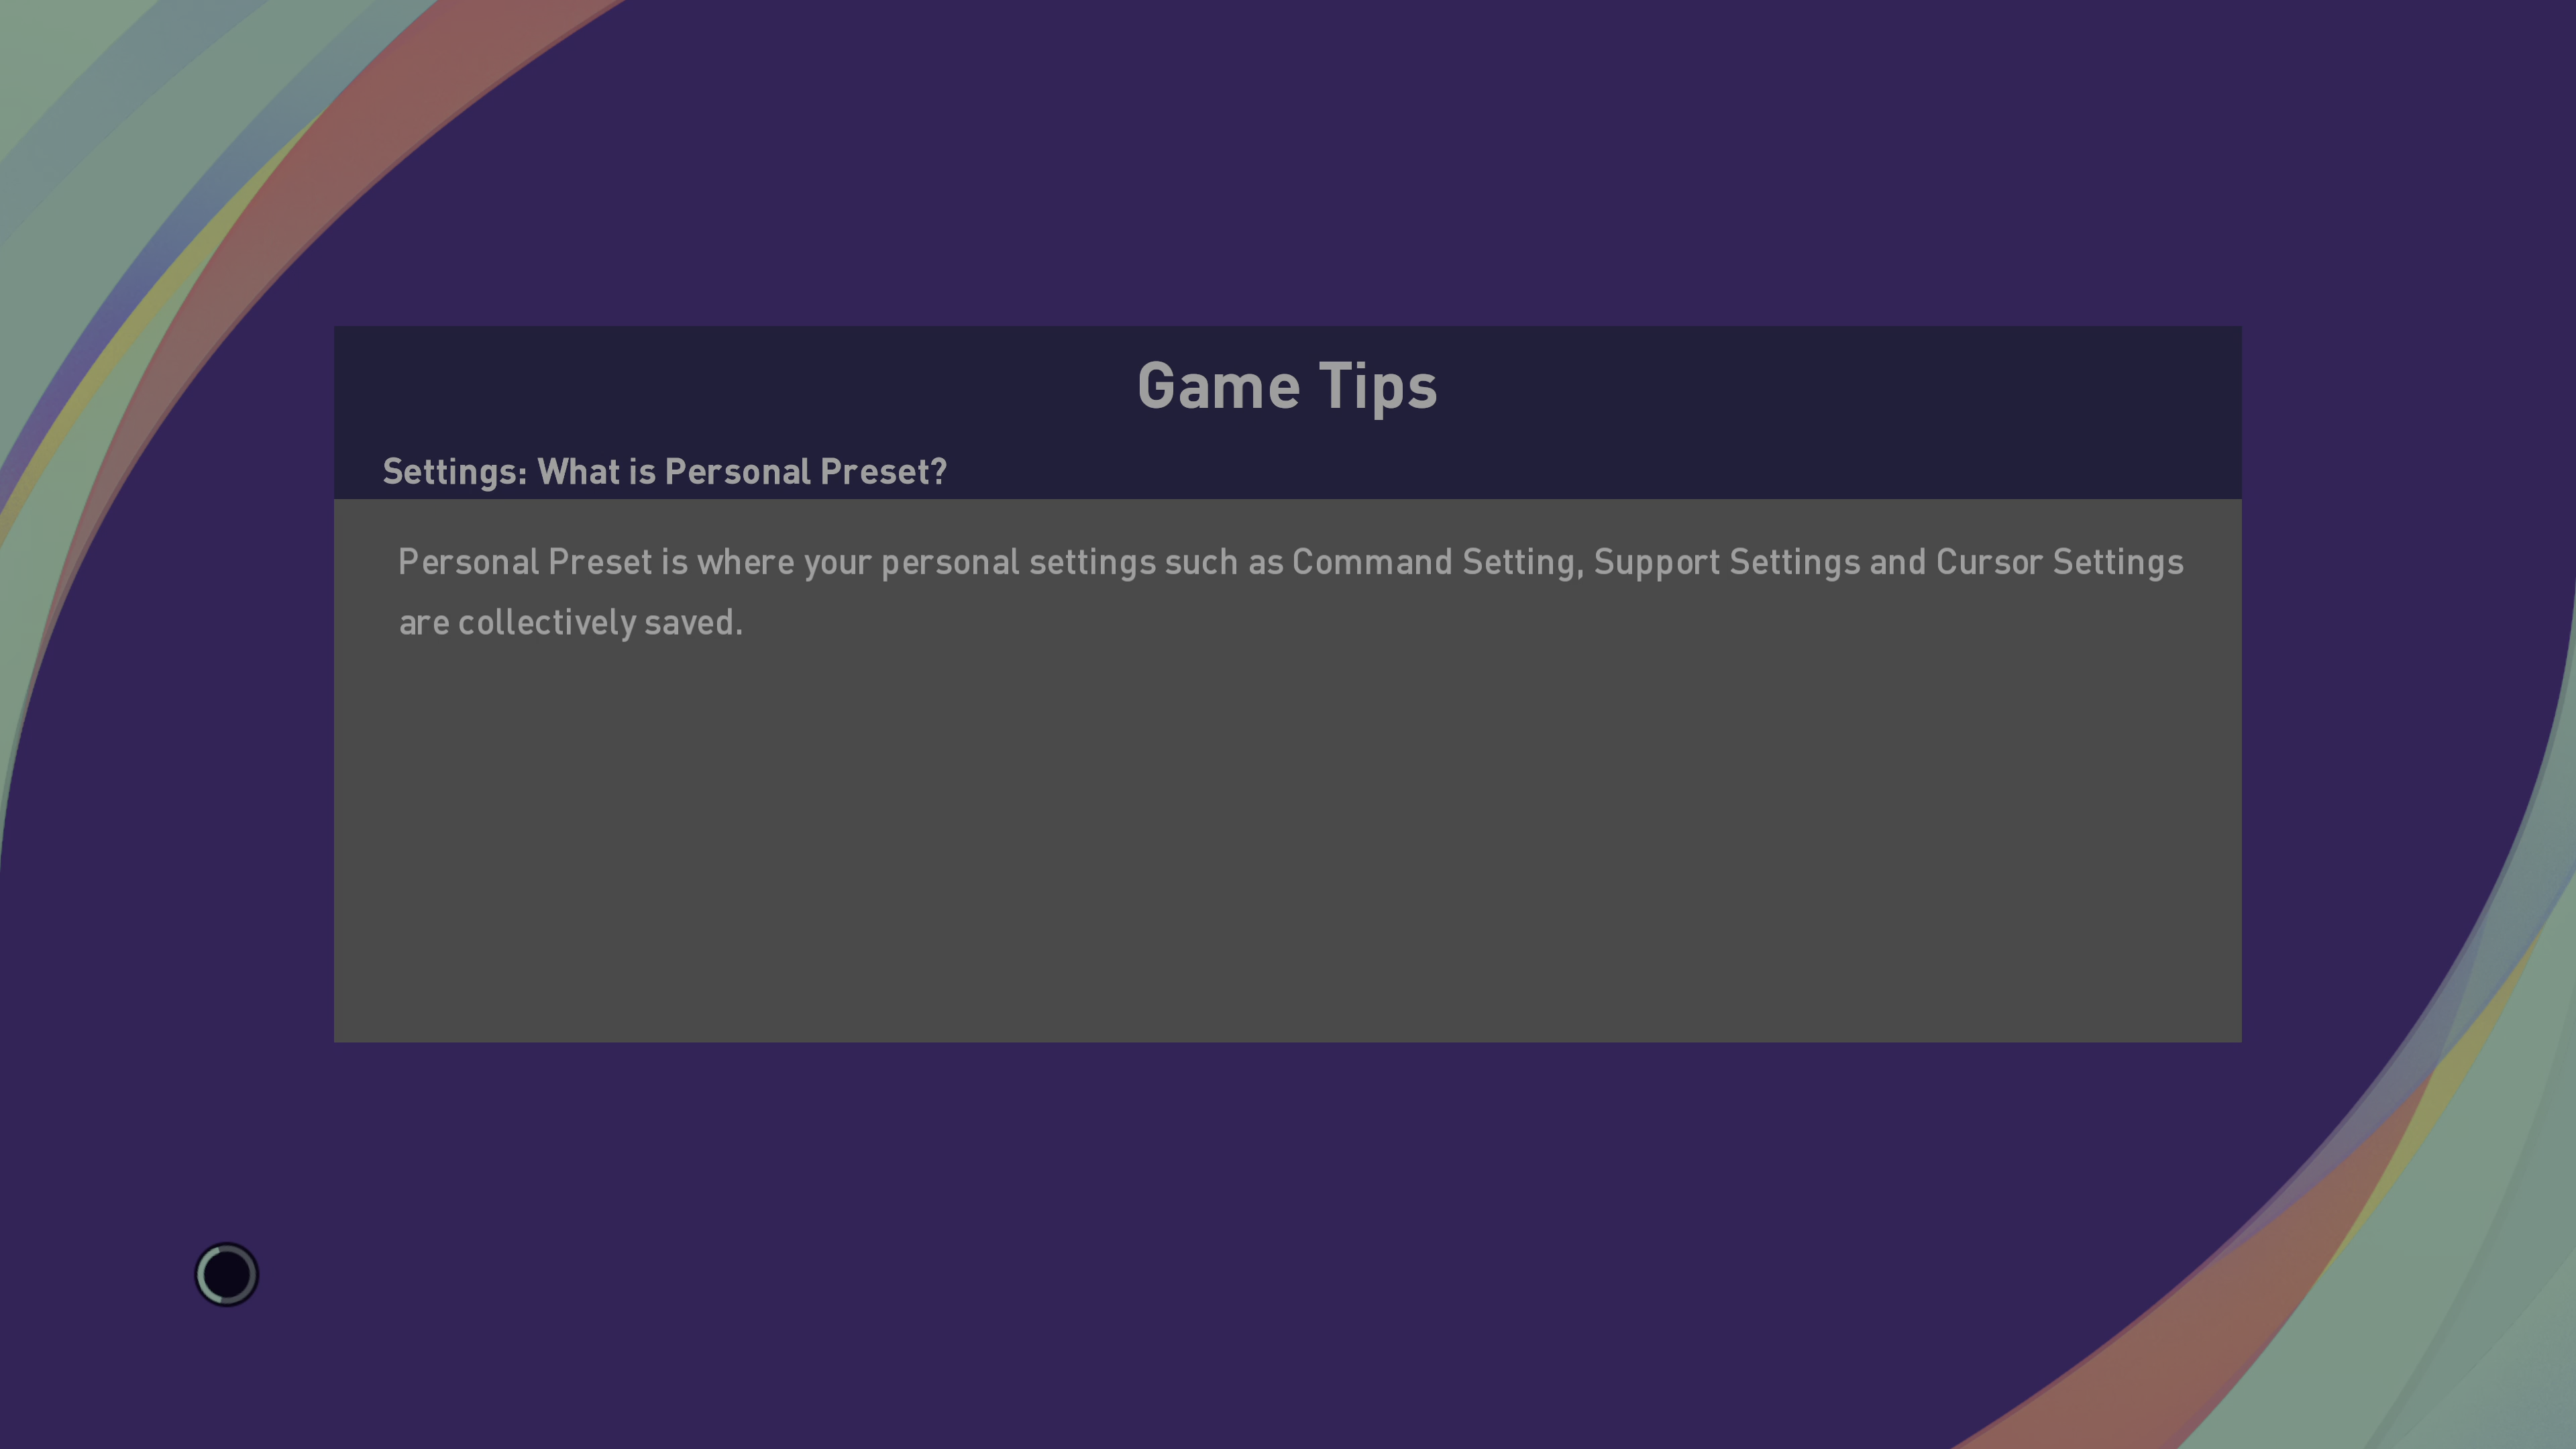 Game Tips
Settings: What is Personal Preset?
Personal Preset is where your personal settings such as Command Setting, Support Settings and Cursor Settings
are collectively saved.